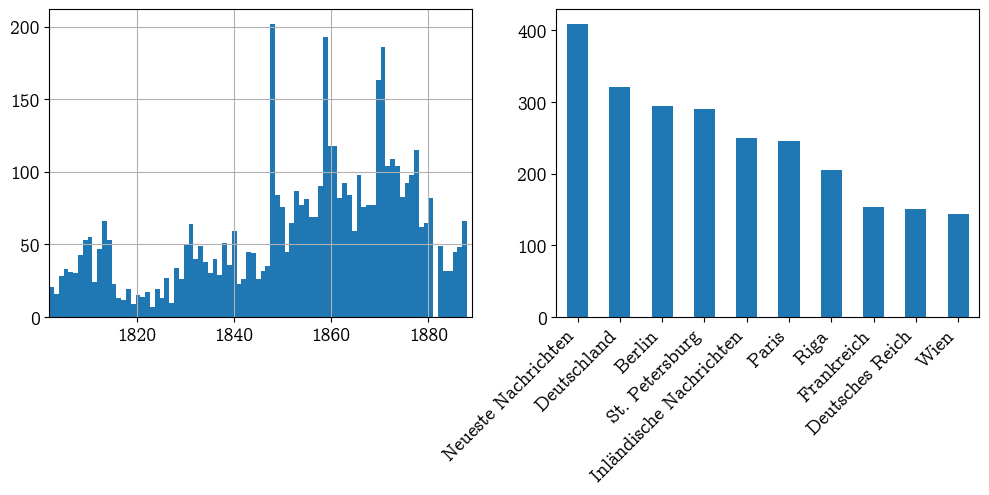 200
150
100
50
0
1820 1840 1860 1880
400
300
200
100
0
Neueste Nachrichten
Deutschland
Berlin
St. Petersburg
Inländische Nachrichten
Paris
Riga
Frankreich
Deutsches Reich
Wien